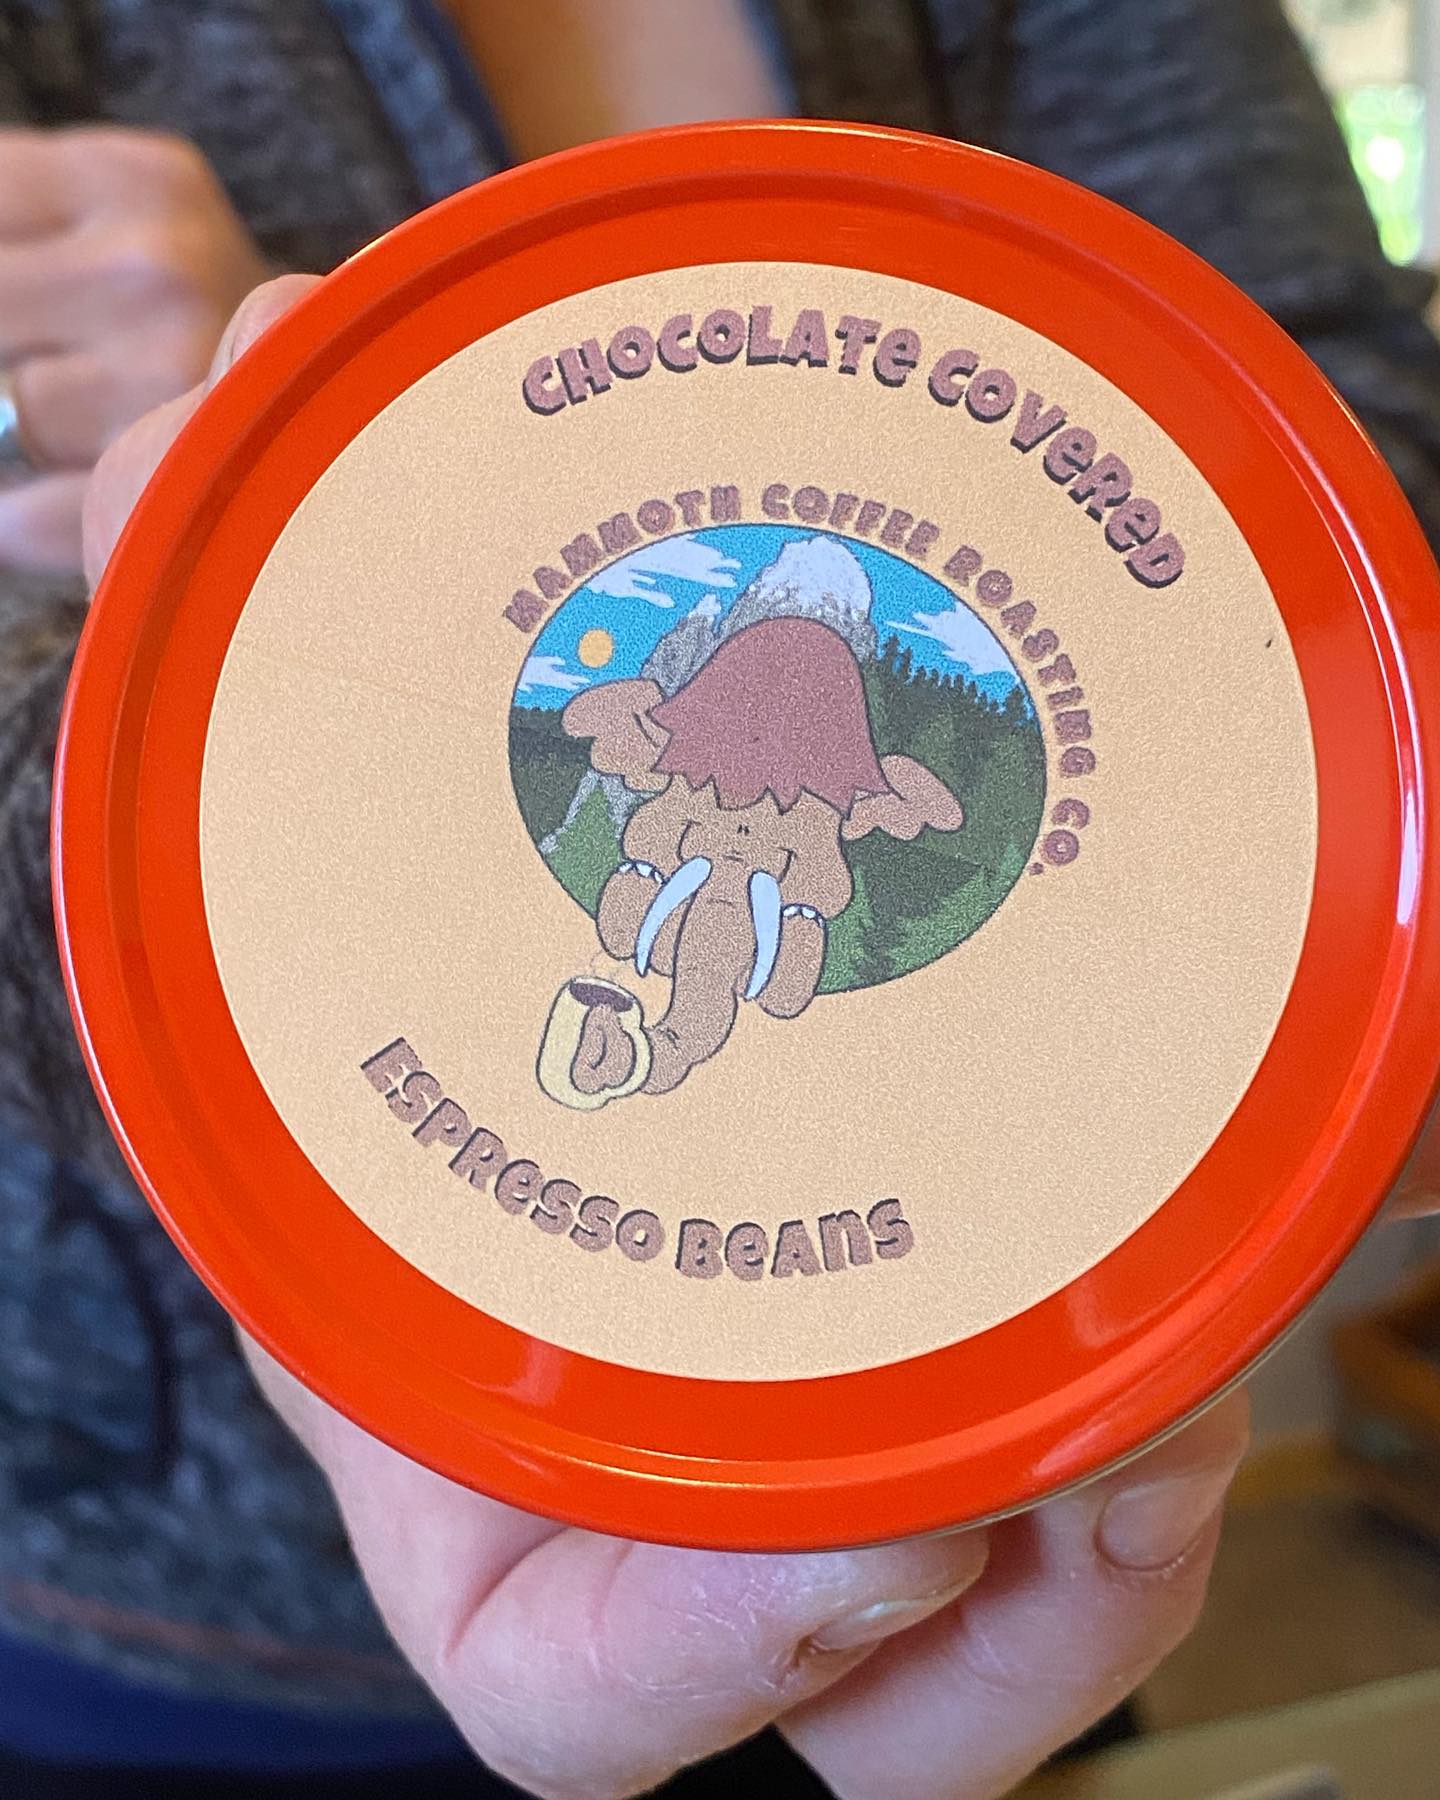 CHOCOLATe COVeReD
MAMMOTH COFFEE ROASTING CO.
ESPResso BeAns